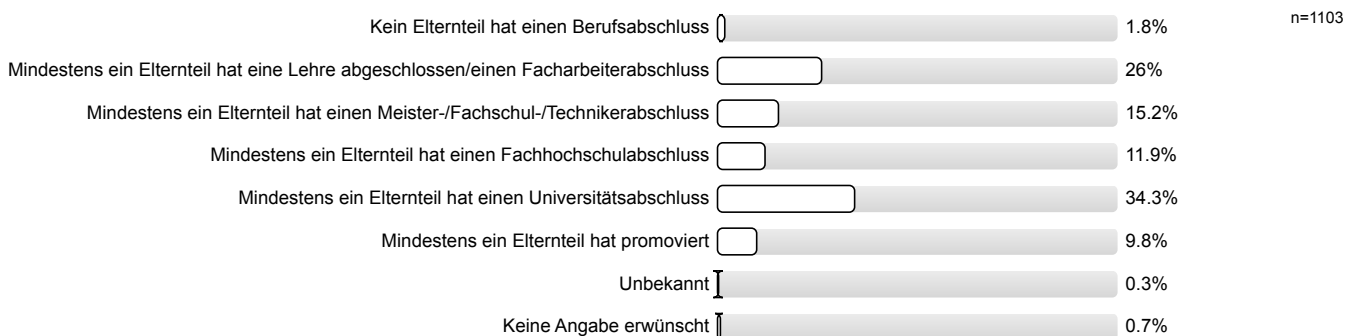 Kein Elternteil hat einen Berufsabschluss 1.8% n=1103
Mindestens ein Elternteil hat eine Lehre abgeschlossen/einen Facharbeiterabschluss 26%
Mindestens ein Elternteil hat einen Meister-/Fachschul-/Technikerabschluss 15.2%
Mindestens ein Elternteil hat einen Fachhochschulabschluss 11.9%
Mindestens ein Elternteil hat einen Universitätsabschluss 34.3%
Mindestens ein Elternteil hat promoviert 9.8%
Unbekannt 0.3%
Keine Angabe erwünscht 0.7%